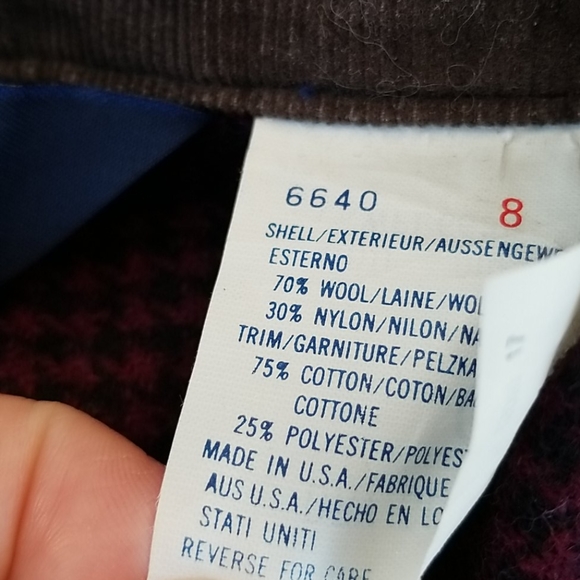 6640 8
SHELL/EXTERIEUR/AUSSENGEW
ESTERNO
70% WOOL/LAINE/WOL
30% NYLON/NILON/NA
TRIM/GARNITURE/PELZKA
75% COTTON/COTON/BA
COTTONE
25% POLYESTER/POLYES
MADE IN U.S.A./FABRIQUE
AUS U.S.A./HECHO EN LO
STATI UNITI
REVERSE FOR CARE